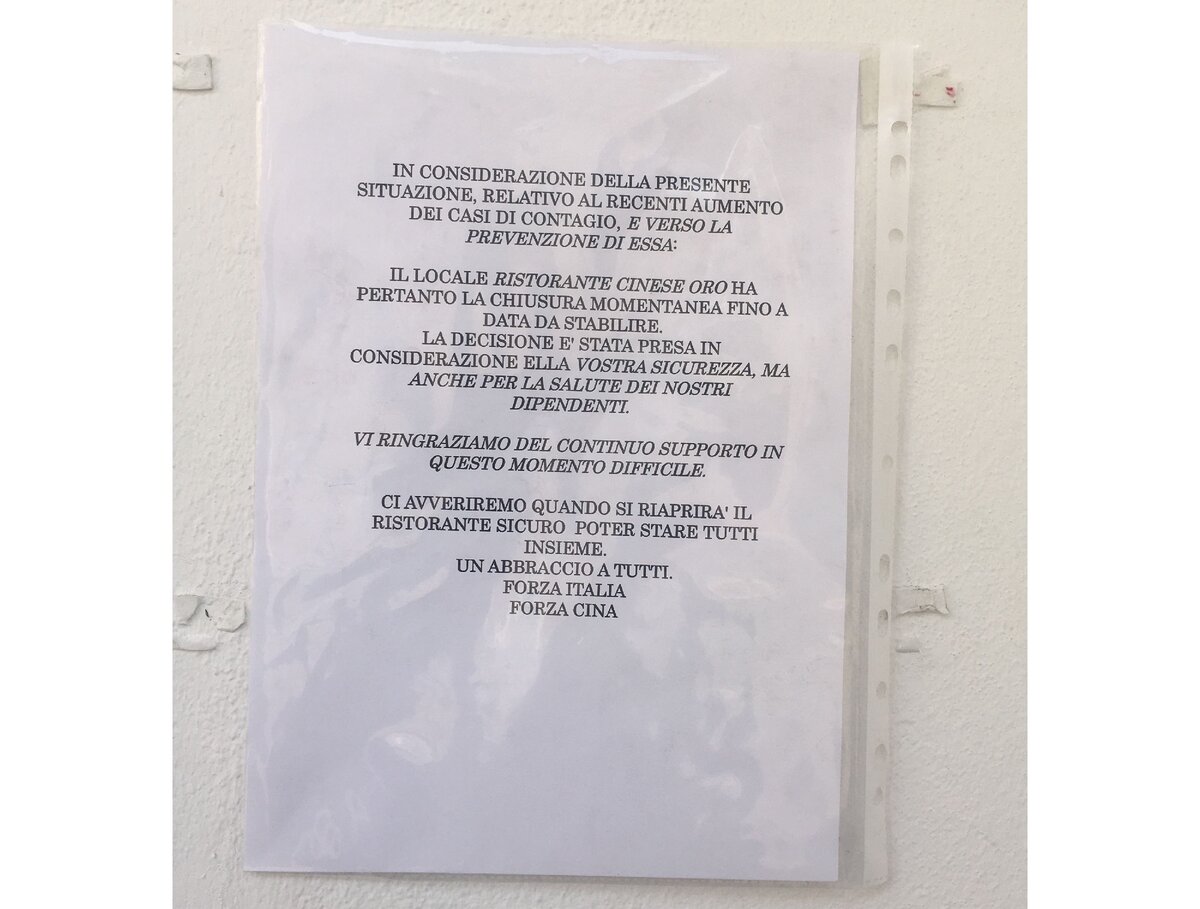 IN CONSIDERAZIONE DELLA PRESENTE
SITUAZIONE, RELATIVO AL RECENTI AUMENTO
DEI CASI DI CONTAGIO, E VERSO LA
PREVENZIONE DI ESSA:
IL LOCALE RISTORANTE CINESE ORO HA
PERTANTO LA CHIUSURA MOMENTANEA FINO A
DATA DA STABILIRE.
LA DECISIONE E' STATA PRESA IN
CONSIDERAZIONE ELLA VOSTRA SICUREZZA, MA
ANCHE PER LA SALUTE DEI NOSTRI
DIPENDENTI.
VI RINGRAZIAMO DEL CONTINUO SUPPORTO IN
QUESTO MOMENTO DIFFICILE.
CI AVVERIREMO QUANDO SI RIAPRIRA' IL
RISTORANTE SICURO  POTER STARE TUTTI
INSIEME.
UN ABBRACCIO A TUTTI.
FORZA ITALIA
FORZA CINA